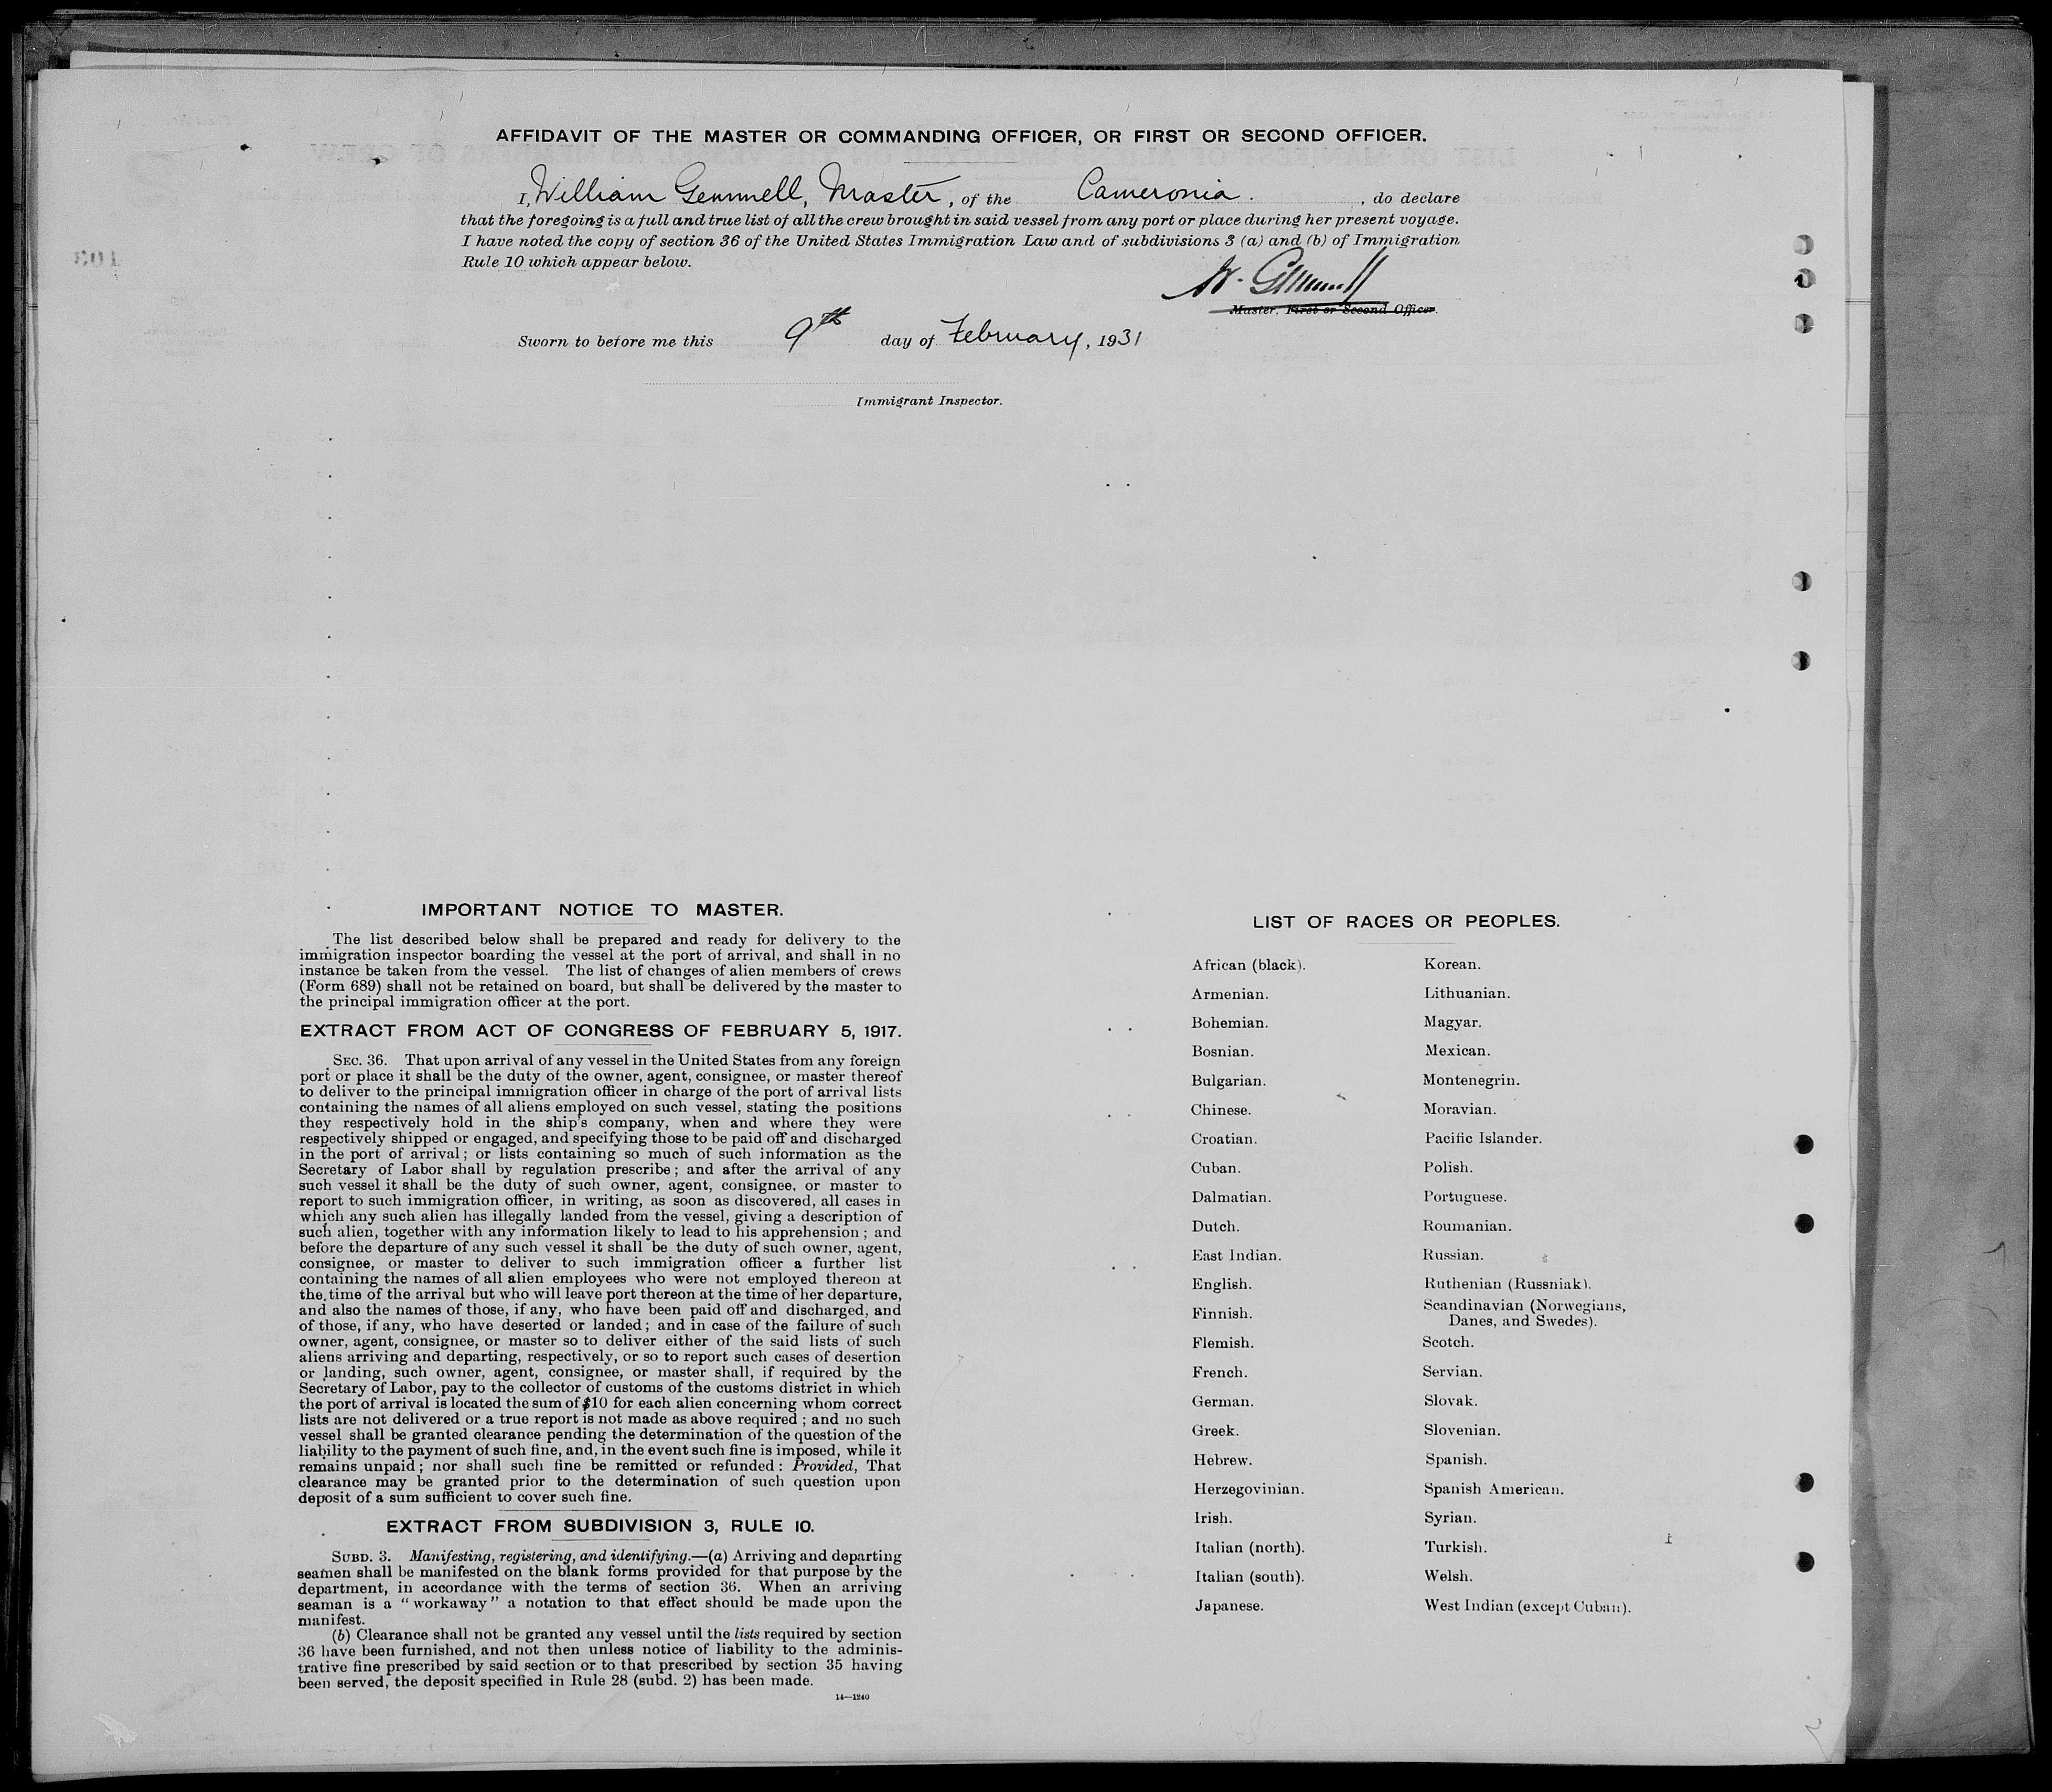 AFFIDAVIT OF THE MASTER OR COMMANDING OFFICER, OR FIRST OR SECOND OFFICER.
I, William Gemmell, Master, of the Cameronia. , do declare
that the foregoing is a full and true list of all the crew brought in said vessel from any port or place during her present voyage.
I have noted the copy of section 36 of the United States Immigration Law and of subdivisions 3 (a) and (b) of Immigration
Rule 10 which appear below.
W. Gemmell
Master, First or Second Officer.
Sworn to before me this 9th day of February, 1931
Immigrant Inspector.
IMPORTANT NOTICE TO MASTER.
The list described below shall be prepared and ready for delivery to the
immigration inspector boarding the vessel at the port of arrival, and shall in no
instance be taken from the vessel. The list of changes of alien members of crews
(Form 689) shall not be retained on board, but shall be delivered by the master to
the principal immigration officer at the port.
EXTRACT FROM ACT OF CONGRESS OF FEBRUARY 5, 1917.
SEC. 36. That upon arrival of any vessel in the United States from any foreign
port or place it shall be the duty of the owner, agent, consignee, or master thereof
to deliver to the principal immigration officer in charge of the port of arrival lists
containing the names of all aliens employed on such vessel, stating the positions
they respectively hold in the ship's company, when and where they were
respectively shipped or engaged, and specifying those to be paid off and discharged
in the port of arrival; or lists containing so much of such information as the
Secretary of Labor shall by regulation prescribe; and after the arrival of any
such vessel it shall be the duty of such owner, agent, consignee, or master to
report to such immigration officer, in writing, as soon as discovered, all cases in
which any such alien has illegally landed from the vessel, giving a description of
such alien, together with any information likely to lead to his apprehension; and
before the departure of any such vessel it shall be the duty of such owner, agent,
consignee, or master to deliver to such immigration officer a further list
containing the names of all alien employees who were not employed thereon at
the time of the arrival but who will leave port thereon at the time of her departure,
and also the names of those, if any, who have been paid off and discharged, and
of those, if any, who have deserted or landed; and in case of the failure of such
owner, agent, consignee, or master so to deliver either of the said lists of such
aliens arriving and departing, respectively, or so to report such cases of desertion
or landing, such owner, agent, consignee, or master shall, if required by the
Secretary of Labor, pay to the collector of customs of the customs district in which
the port of arrival is located the sum of $10 for each alien concerning whom correct
lists are not delivered or a true report is not made as above required; and no such
vessel shall be granted clearance pending the determination of the question of the
liability to the payment of such fine, and, in the event such fine is imposed, while it
remains unpaid; nor shall such fine be remitted or refunded: Provided, That
clearance may be granted prior to the determination of such question upon
deposit of a sum sufficient to cover such fine.
EXTRACT FROM SUBDIVISION 3, RULE 10.
SUBD. 3. Manifesting, registering, and identifying.—(a) Arriving and departing
seamen shall be manifested on the blank forms provided for that purpose by the
department, in accordance with the terms of section 36. When an arriving
seaman is a "workaway" a notation to that effect should be made upon the
manifest.
(b) Clearance shall not be granted any vessel until the lists required by section
36 have been furnished, and not then unless notice of liability to the adminis-
trative fine prescribed by said section or to that prescribed by section 35 having
been served, the deposit specified in Rule 28 (subd. 2) has been made.
14—1240
LIST OF RACES OR PEOPLES.
African (black).
Armenian.
Bohemian.
Bosnian.
Bulgarian.
Chinese.
Croatian.
Cuban.
Dalmatian.
Dutch.
East Indian.
English.
Finnish.
Flemish.
French.
German.
Greek.
Hebrew.
Herzegovinian.
Irish.
Italian (north).
Italian (south).
Japanese.
Korean.
Lithuanian.
Magyar.
Mexican.
Montenegrin.
Moravian.
Pacific Islander.
Polish.
Portuguese.
Roumanian.
Russian.
Ruthenian (Russniak).
Scandinavian (Norwegians,
Danes, and Swedes).
Scotch.
Servian.
Slovak.
Slovenian.
Spanish.
Spanish American.
Syrian.
Turkish.
Welsh.
West Indian (except Cuban).